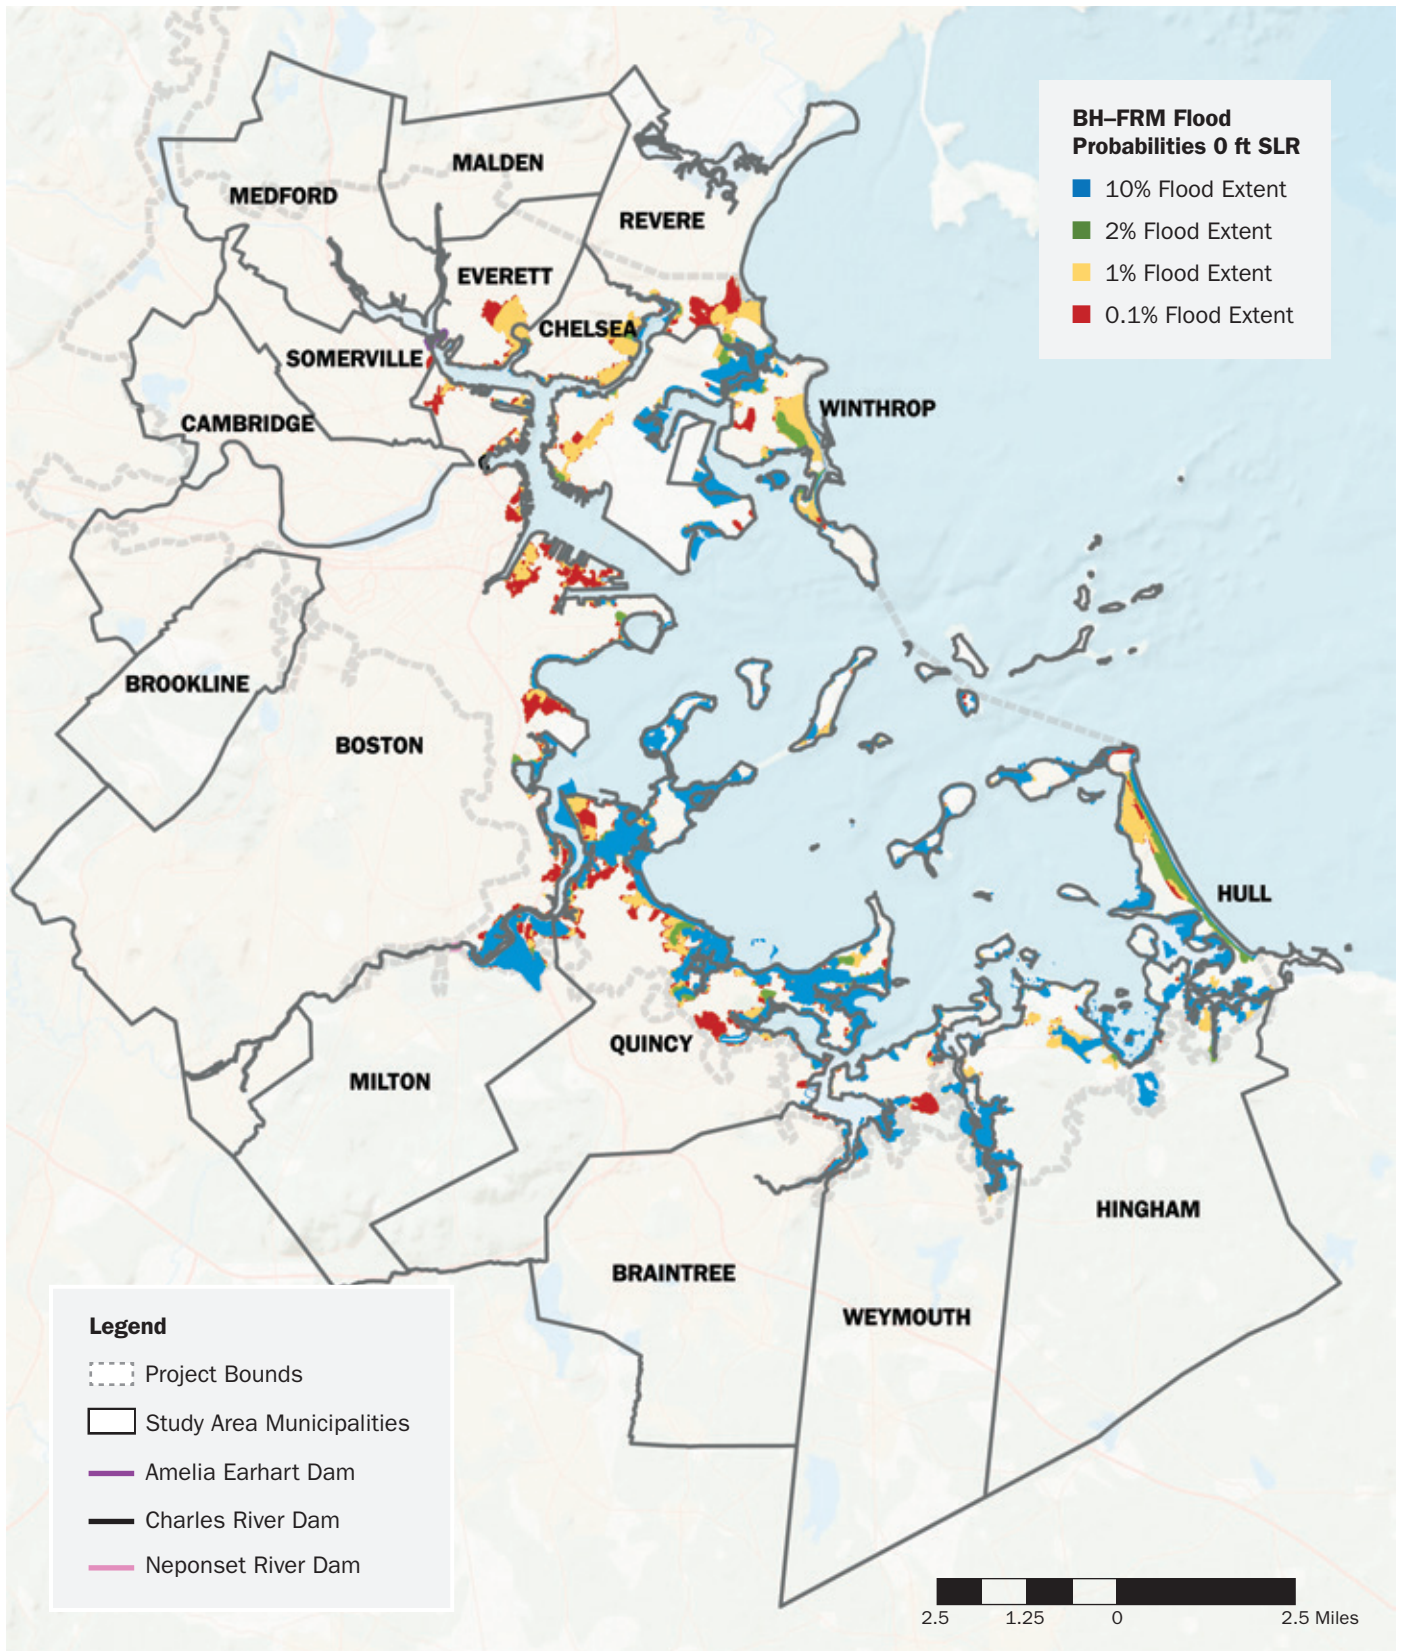 BH–FRM Flood
Probabilities 0 ft SLR
10% Flood Extent
2% Flood Extent
1% Flood Extent
0.1% Flood Extent
MALDEN
MEDFORD
REVERE
EVERETT
CHELSEA
SOMERVILLE
WINTHROP
CAMBRIDGE
BROOKLINE
BOSTON
HULL
QUINCY
MILTON
HINGHAM
BRAINTREE
WEYMOUTH
Legend
Project Bounds
Study Area Municipalities
Amelia Earhart Dam
Charles River Dam
Neponset River Dam
2.5 1.25 0 2.5 Miles